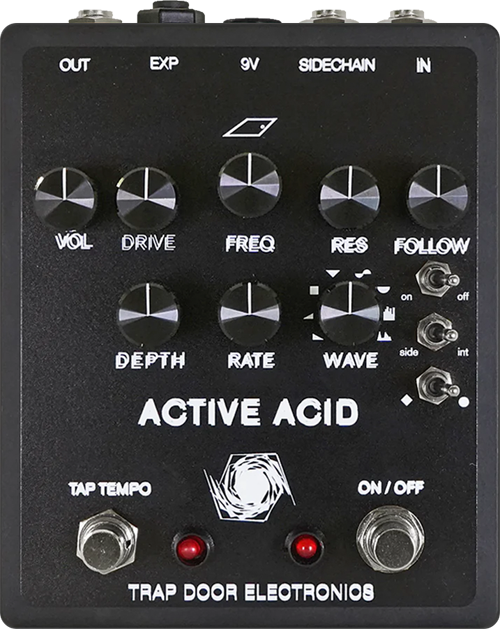 OUT EXP 9V SIDECHAIN IN
VOL DRIVE FREQ RES FOLLOW
on off
side int
DEPTH RATE WAVE
ACTIVE ACID
TAP TEMPO ON / OFF
TRAP DOOR ELECTRONICS